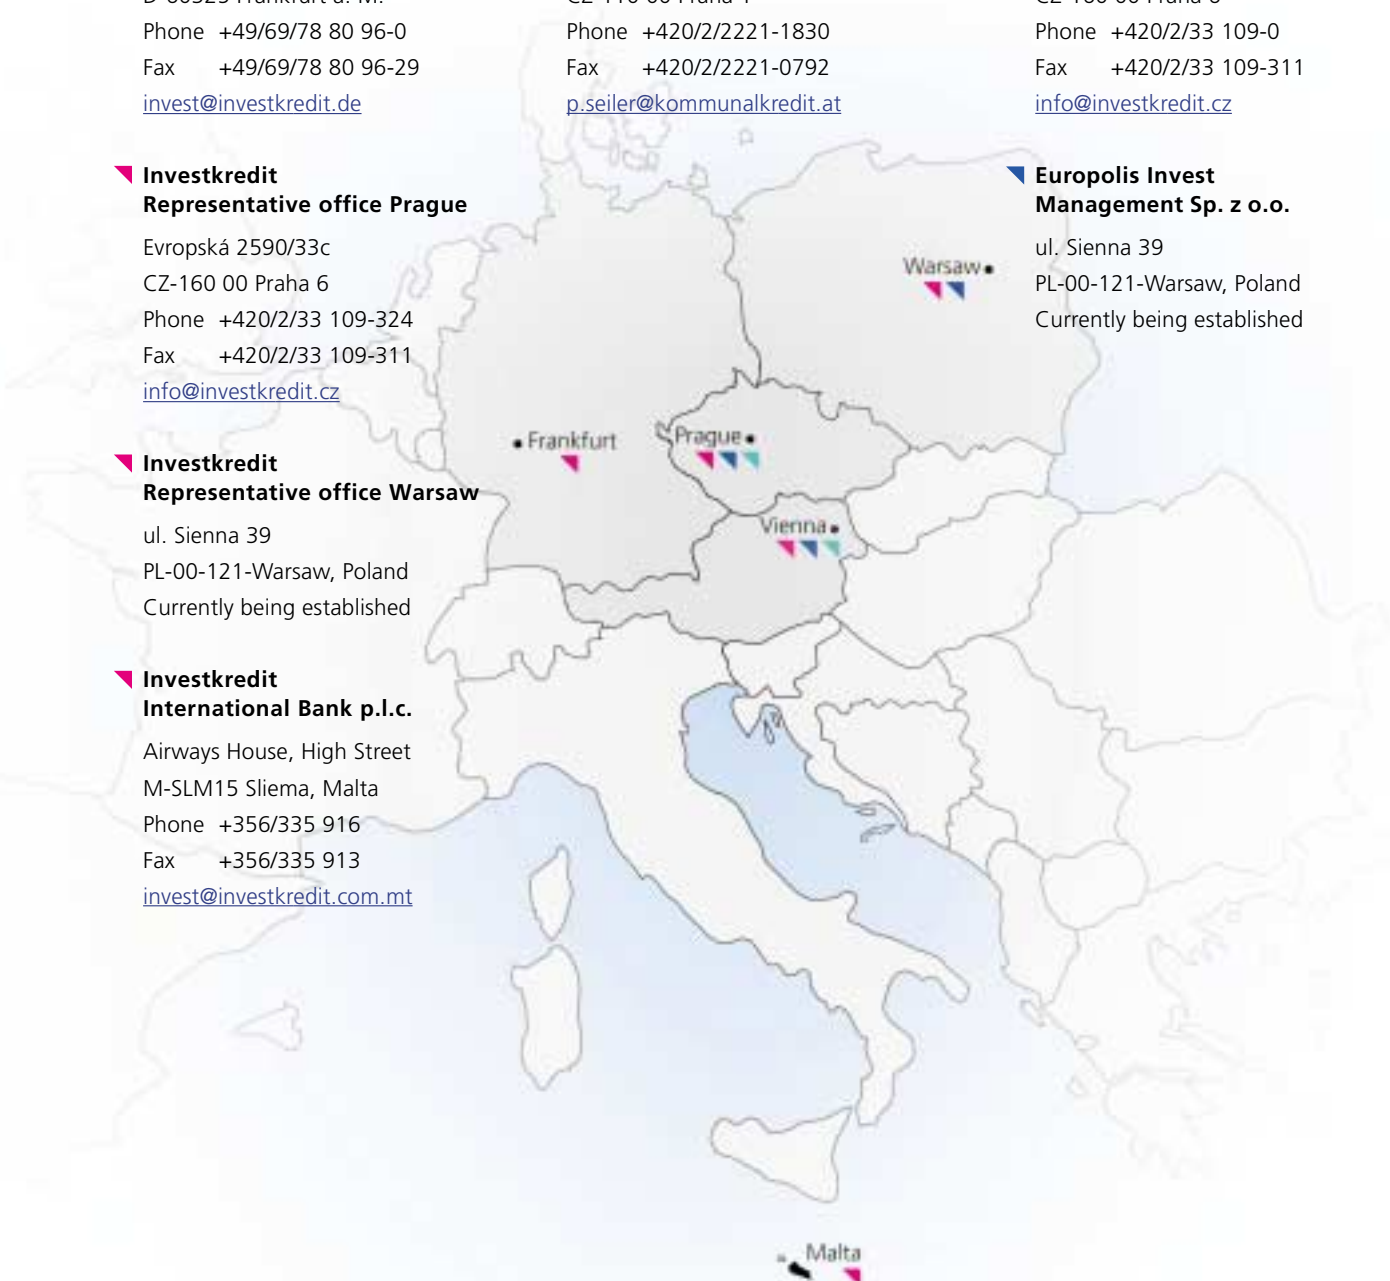 Phone +49/69/78 80 96-0
Fax +49/69/78 80 96-29
invest@investkredit.de
Phone +420/2/2221-1830
Fax +420/2/2221-0792
p.seiler@kommunalkredit.at
Phone +420/2/33 109-0
Fax +420/2/33 109-311
info@investkredit.cz
Investkredit
Representative office Prague
Evropská 2590/33c
CZ-160 00 Praha 6
Phone +420/2/33 109-324
Fax +420/2/33 109-311
info@investkredit.cz
Investkredit
Representative office Warsaw
ul. Sienna 39
PL-00-121-Warsaw, Poland
Currently being established
Investkredit
International Bank p.l.c.
Airways House, High Street
M-SLM15 Sliema, Malta
Phone +356/335 916
Fax +356/335 913
invest@investkredit.com.mt
Europolis Invest
Management Sp. z o.o.
ul. Sienna 39
PL-00-121-Warsaw, Poland
Currently being established
Warsaw
Frankfurt
Prague
Vienna
Malta